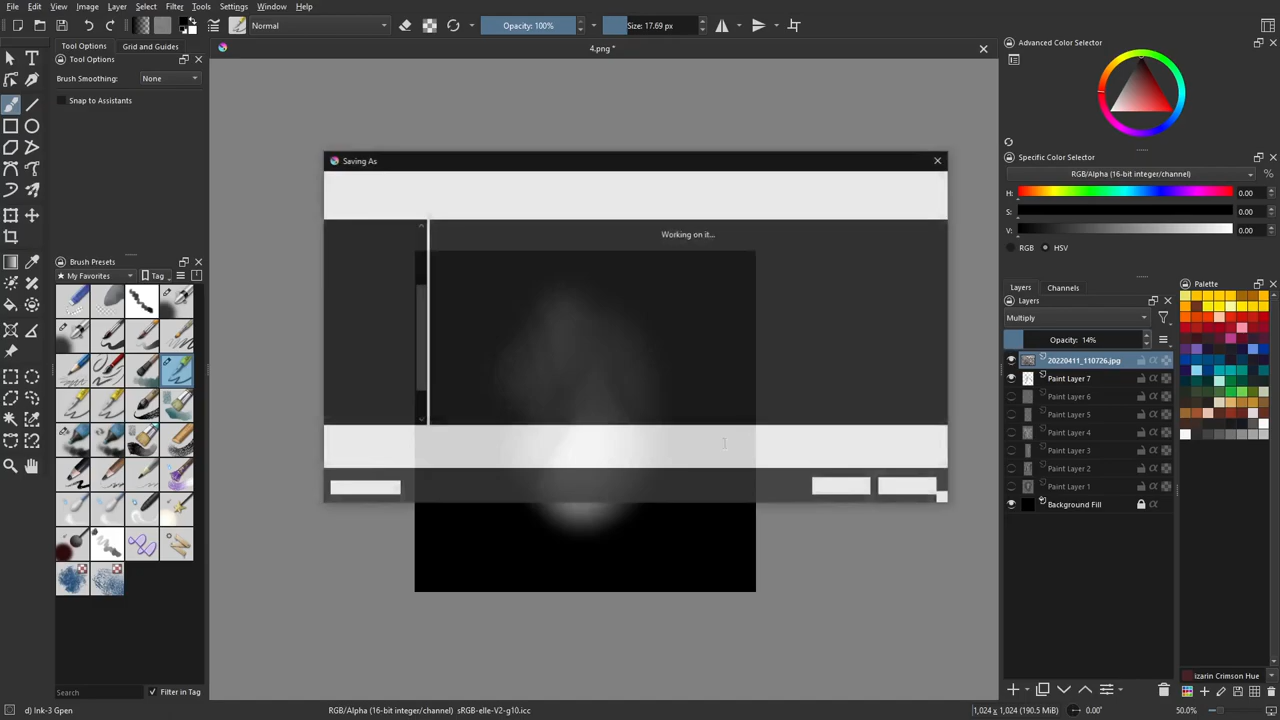 File Edit View Image Layer Select Filter Tools Settings Window Help
Normal
Opacity: 100%
Size: 17.69 px
Tool Options
Grid and Guides
Tool Options
Brush Smoothing: None
Snap to Assistants
Brush Presets
My Favorites
Tag
Search
Filter in Tag
4.png *
Saving As
Working on it...
Advanced Color Selector
Specific Color Selector
RGB/Alpha (16-bit integer/channel)
%
H: 0.00
S: 0.00
V: 0.00
RGB HSV
Layers
Channels
Layers
Multiply
Opacity: 14%
20220411_110726.jpg
Paint Layer 7
Paint Layer 6
Paint Layer 5
Paint Layer 4
Paint Layer 3
Paint Layer 2
Paint Layer 1
Background Fill
Palette
izarin Crimson Hue
d) Ink-3 Gpen
RGB/Alpha (16-bit integer/channel) sRGB-elle-V2-g10.icc
1,024 x 1,024 (190.5 MiB)
0.00°
50.0%